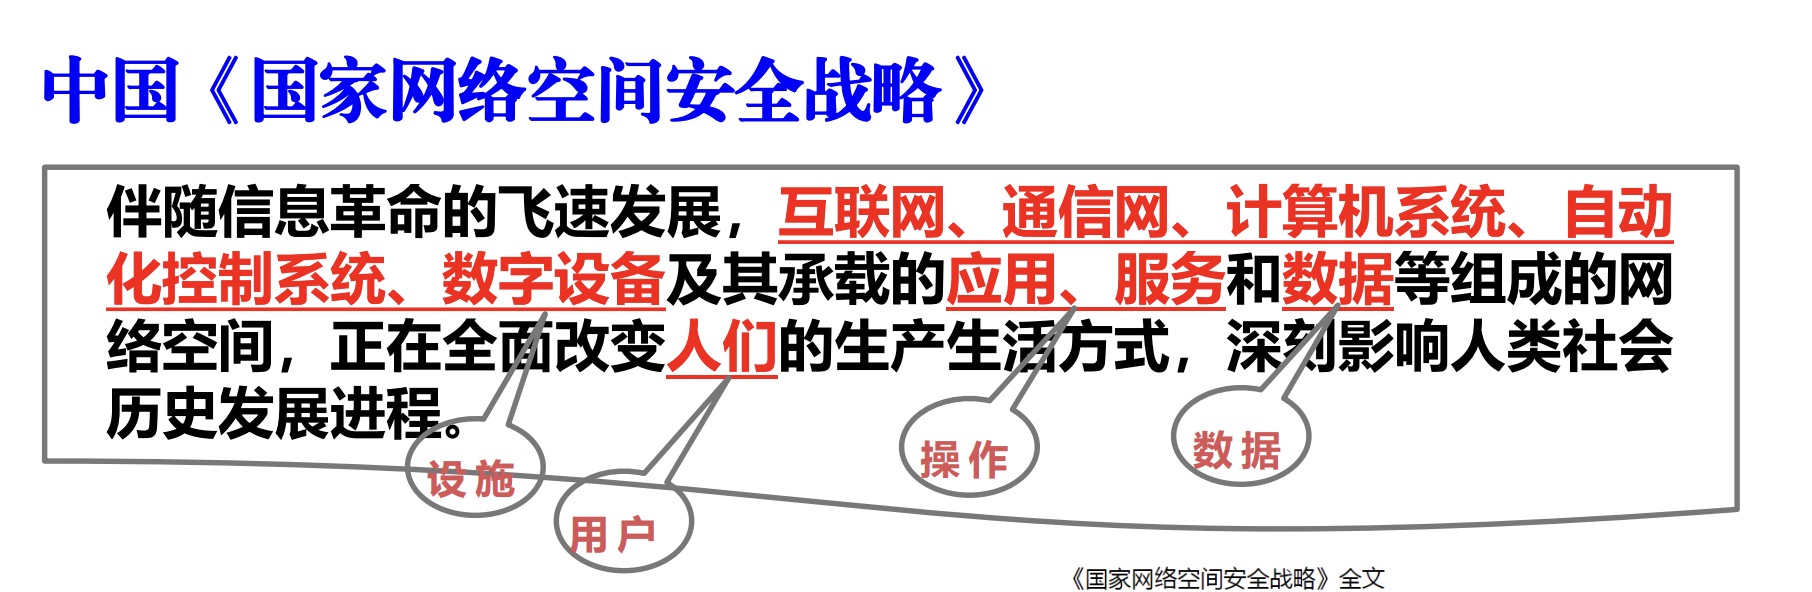 中国《国家网络空间安全战略》
伴随信息革命的飞速发展，互联网、通信网、计算机系统、自动
化控制系统、数字设备及其承载的应用、服务和数据等组成的网
络空间，正在全面改变人们的生产生活方式，深刻影响人类社会
历史发展进程。
设施
用户
操作
数据
《国家网络空间安全战略》全文